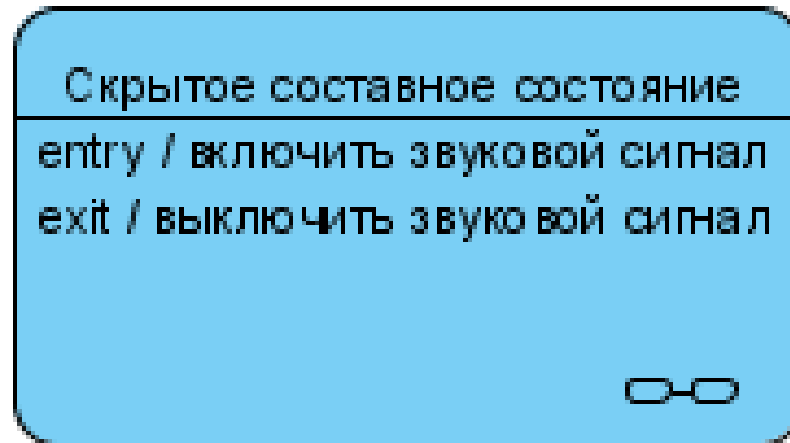 Скрытое составное состояние
entry / включить звуковой сигнал
exit / выключить звуковой сигнал